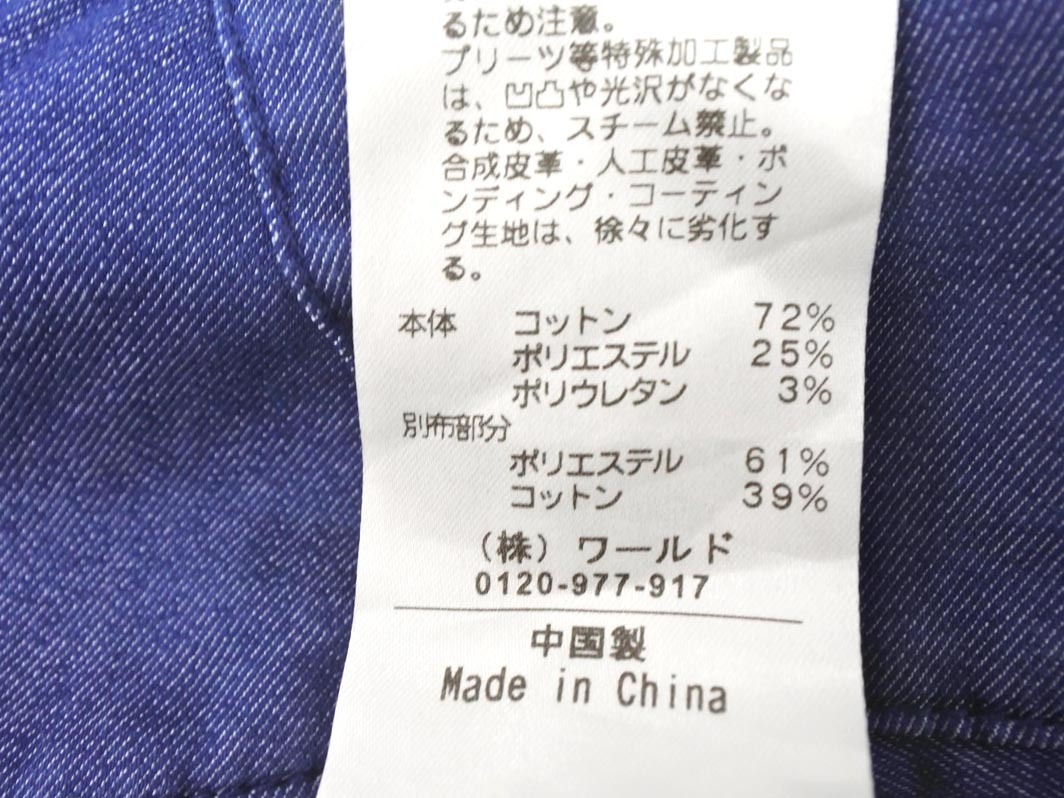 るため注意。
プリーツ等特殊加工製品
は、凹凸や光沢がなくな
るため、スチーム禁止。
合成皮革・人工皮革・ボ
ンディング・コーティン
グ生地は、徐々に劣化す
る。
本体 コットン 72%
ポリエステル 25%
ポリウレタン 3%
別布部分
ポリエステル 61%
コットン 39%
（株）ワールド
0120-977-917
中国製
Made in China